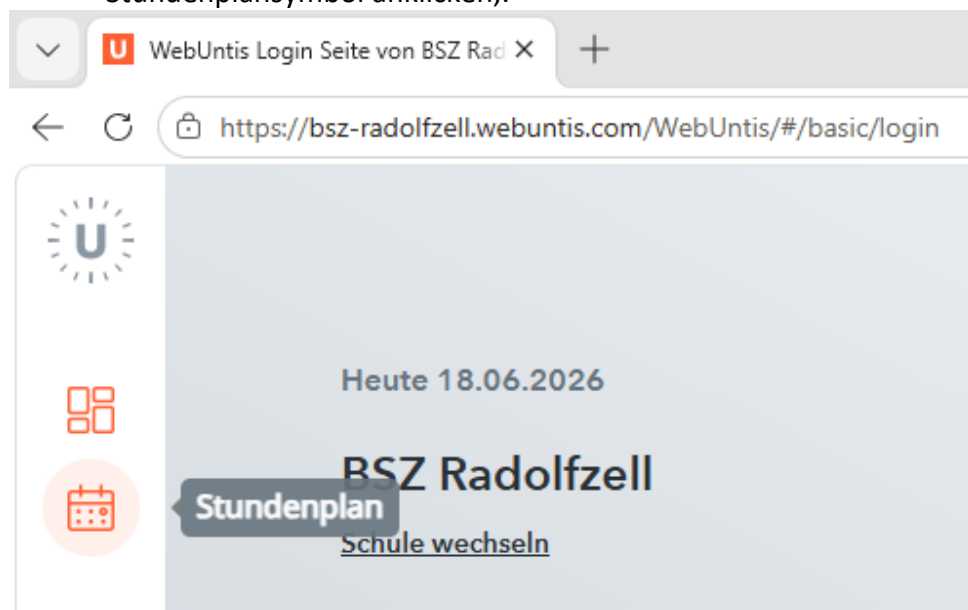 Stundenplansymbol anklicken).
U WebUntis Login Seite von BSZ Rad
https://bsz-radolfzell.webuntis.com/WebUntis/#/basic/login
U
Heute 18.06.2026
BSZ Radolfzell
Stundenplan
Schule wechseln